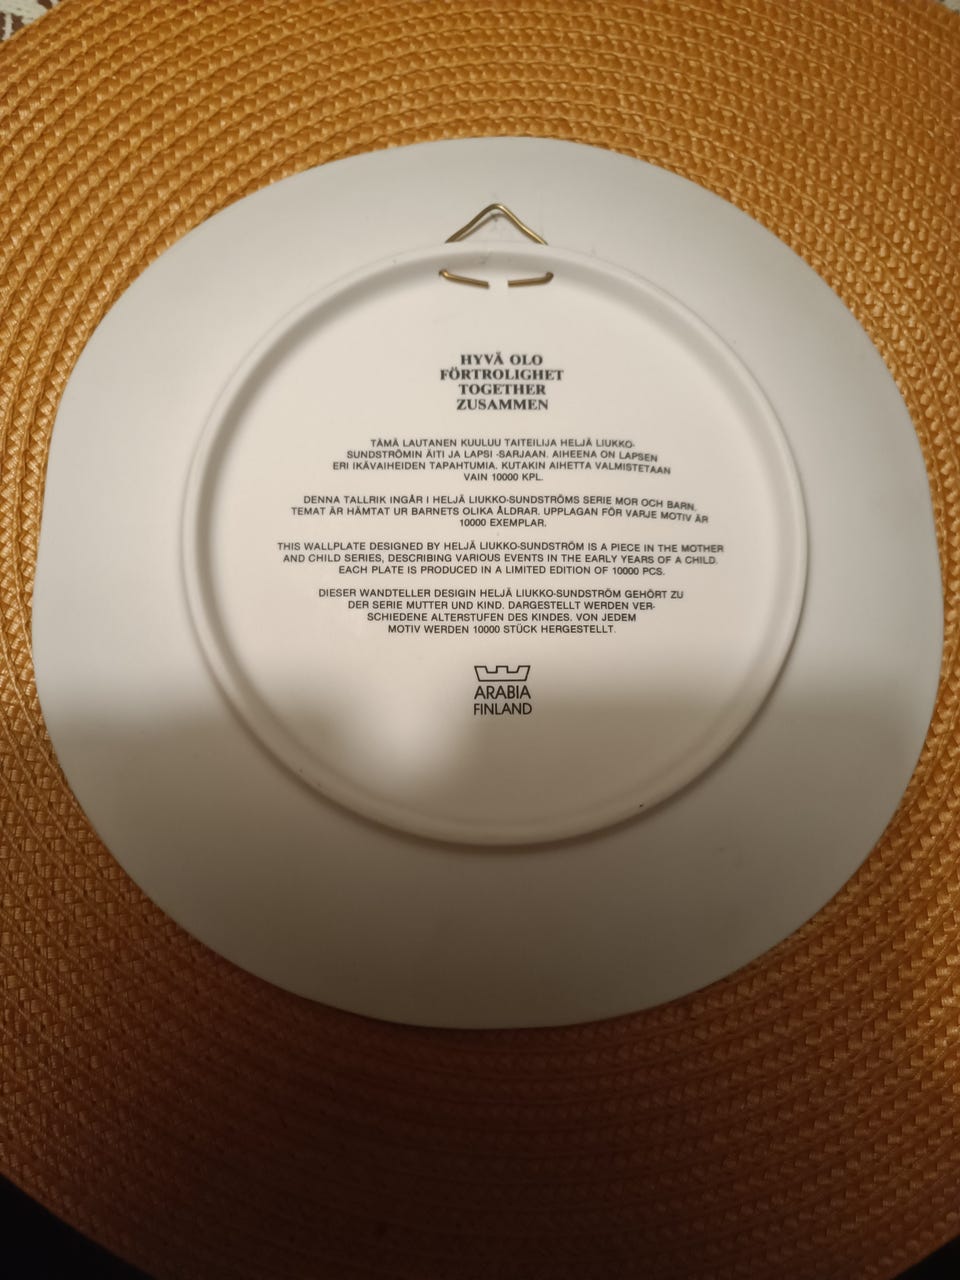 HYVÄ OLO
FÖRTROLIGHET
TOGETHER
ZUSAMMEN
TÄMÄ LAUTANEN KUULUU TAITEILIJA HELJÄ LIUKKO-
SUNDSTRÖMIN ÄITI JA LAPSI -SARJAAN. AIHEENA ON LAPSEN
ERI IKÄVAIHEIDEN TAPAHTUMIA. KUTAKIN AIHETTA VALMISTETAAN
VAIN 10000 KPL.
DENNA TALLRIK INGÅR I HELJÄ LIUKKO-SUNDSTRÖMS SERIE MOR OCH BARN.
TEMAT ÄR HÄMTAT UR BARNETS OLIKA ÅLDRAR. UPPLAGAN FÖR VARJE MOTIV ÄR
10000 EXEMPLAR.
THIS WALLPLATE DESIGNED BY HELJÄ LIUKKO-SUNDSTRÖM IS A PIECE IN THE MOTHER
AND CHILD SERIES, DESCRIBING VARIOUS EVENTS IN THE EARLY YEARS OF A CHILD.
EACH PLATE IS PRODUCED IN A LIMITED EDITION OF 10000 PCS.
DIESER WANDTELLER DESIGIN HELJÄ LIUKKO-SUNDSTRÖM GEHÖRT ZU
DER SERIE MUTTER UND KIND. DARGESTELLT WERDEN VER-
SCHIEDENE ALTERSTUFEN DES KINDES. VON JEDEM
MOTIV WERDEN 10000 STÜCK HERGESTELLT.
ARABIA
FINLAND